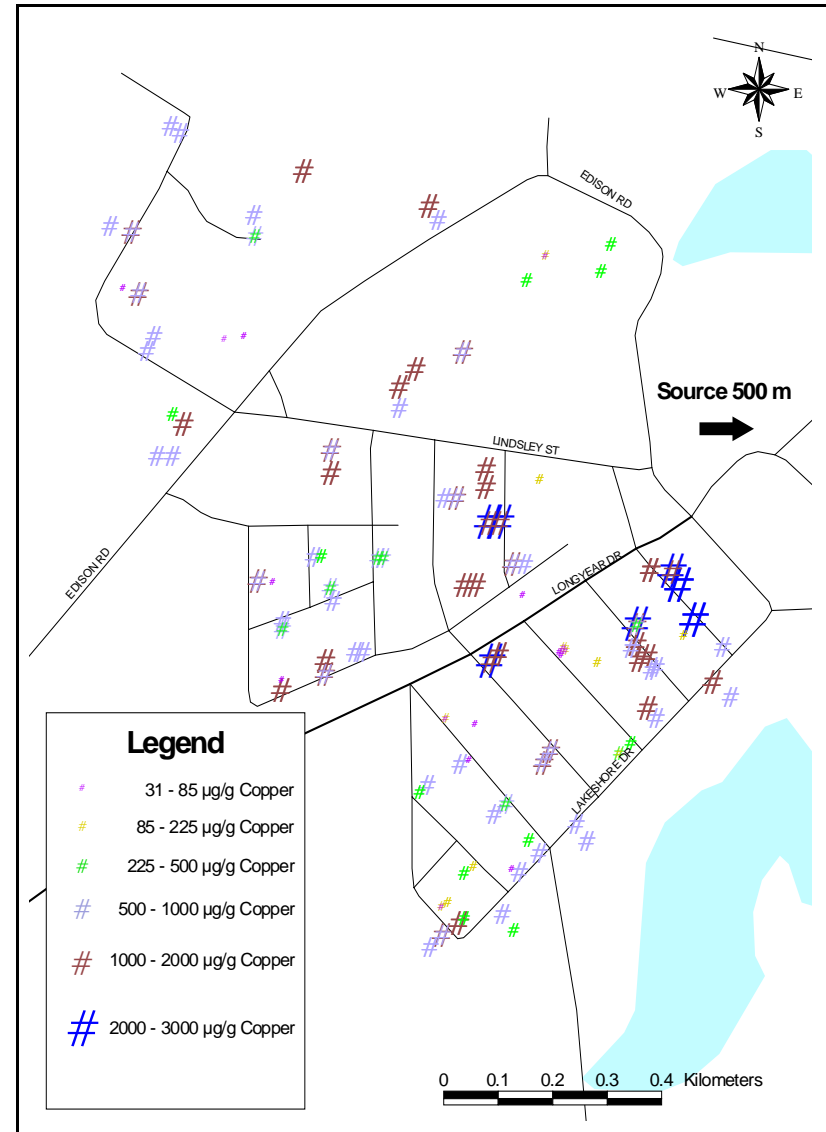 N
W E
S
EDISON RD
Source 500 m
LINDSLEY ST
EDISON RD
LONGYEAR DR
LAKESHORE DR
Legend
31 - 85 µg/g Copper
85 - 225 µg/g Copper
225 - 500 µg/g Copper
500 - 1000 µg/g Copper
1000 - 2000 µg/g Copper
2000 - 3000 µg/g Copper
0 0.1 0.2 0.3 0.4 Kilometers